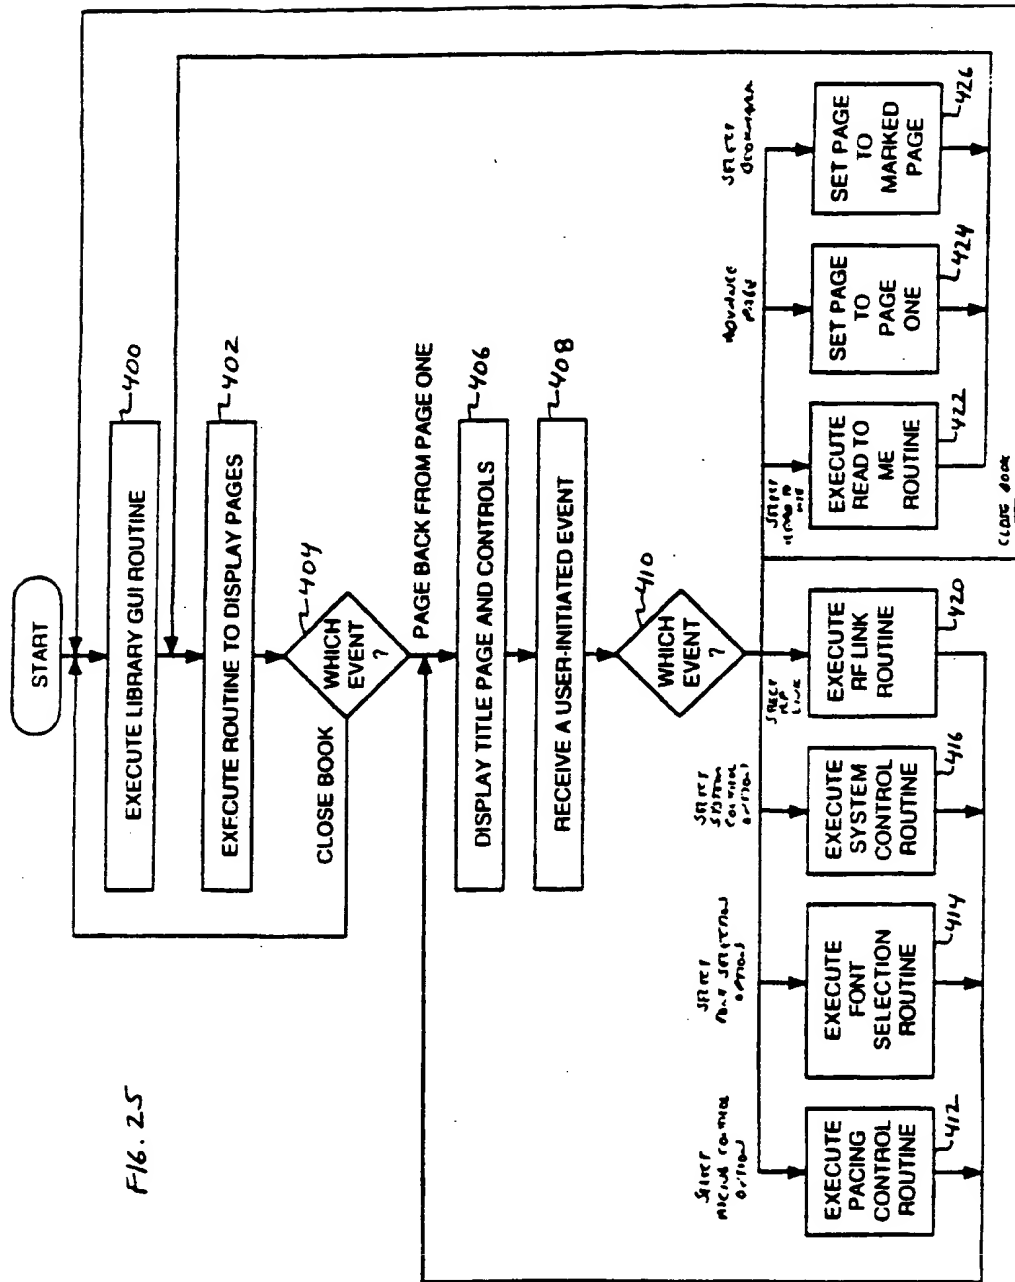 START
EXECUTE LIBRARY GUI ROUTINE
400
EXECUTE ROUTINE TO DISPLAY PAGES
402
WHICH
EVENT
?
404
CLOSE BOOK
PAGE BACK FROM PAGE ONE
DISPLAY TITLE PAGE AND CONTROLS
406
RECEIVE A USER-INITIATED EVENT
408
WHICH
EVENT
?
410
SELECT
PACING CONTROL
OPTION
EXECUTE
PACING
CONTROL
ROUTINE
412
SELECT
FONT SELECTION
OPTION
EXECUTE
FONT
SELECTION
ROUTINE
414
SELECT
SYSTEM
CONTROL
OPTION
EXECUTE
SYSTEM
CONTROL
ROUTINE
416
SELECT
LINK
EXECUTE
RF LINK
ROUTINE
420
CLOSE BOOK
SELECT
READ TO
ME
EXECUTE
READ TO
ME
ROUTINE
422
ADVANCE
PAGE
SET PAGE
TO
PAGE
ONE
424
SELECT
BOOKMARK
SET PAGE
TO
MARKED
PAGE
426
FIG. 25